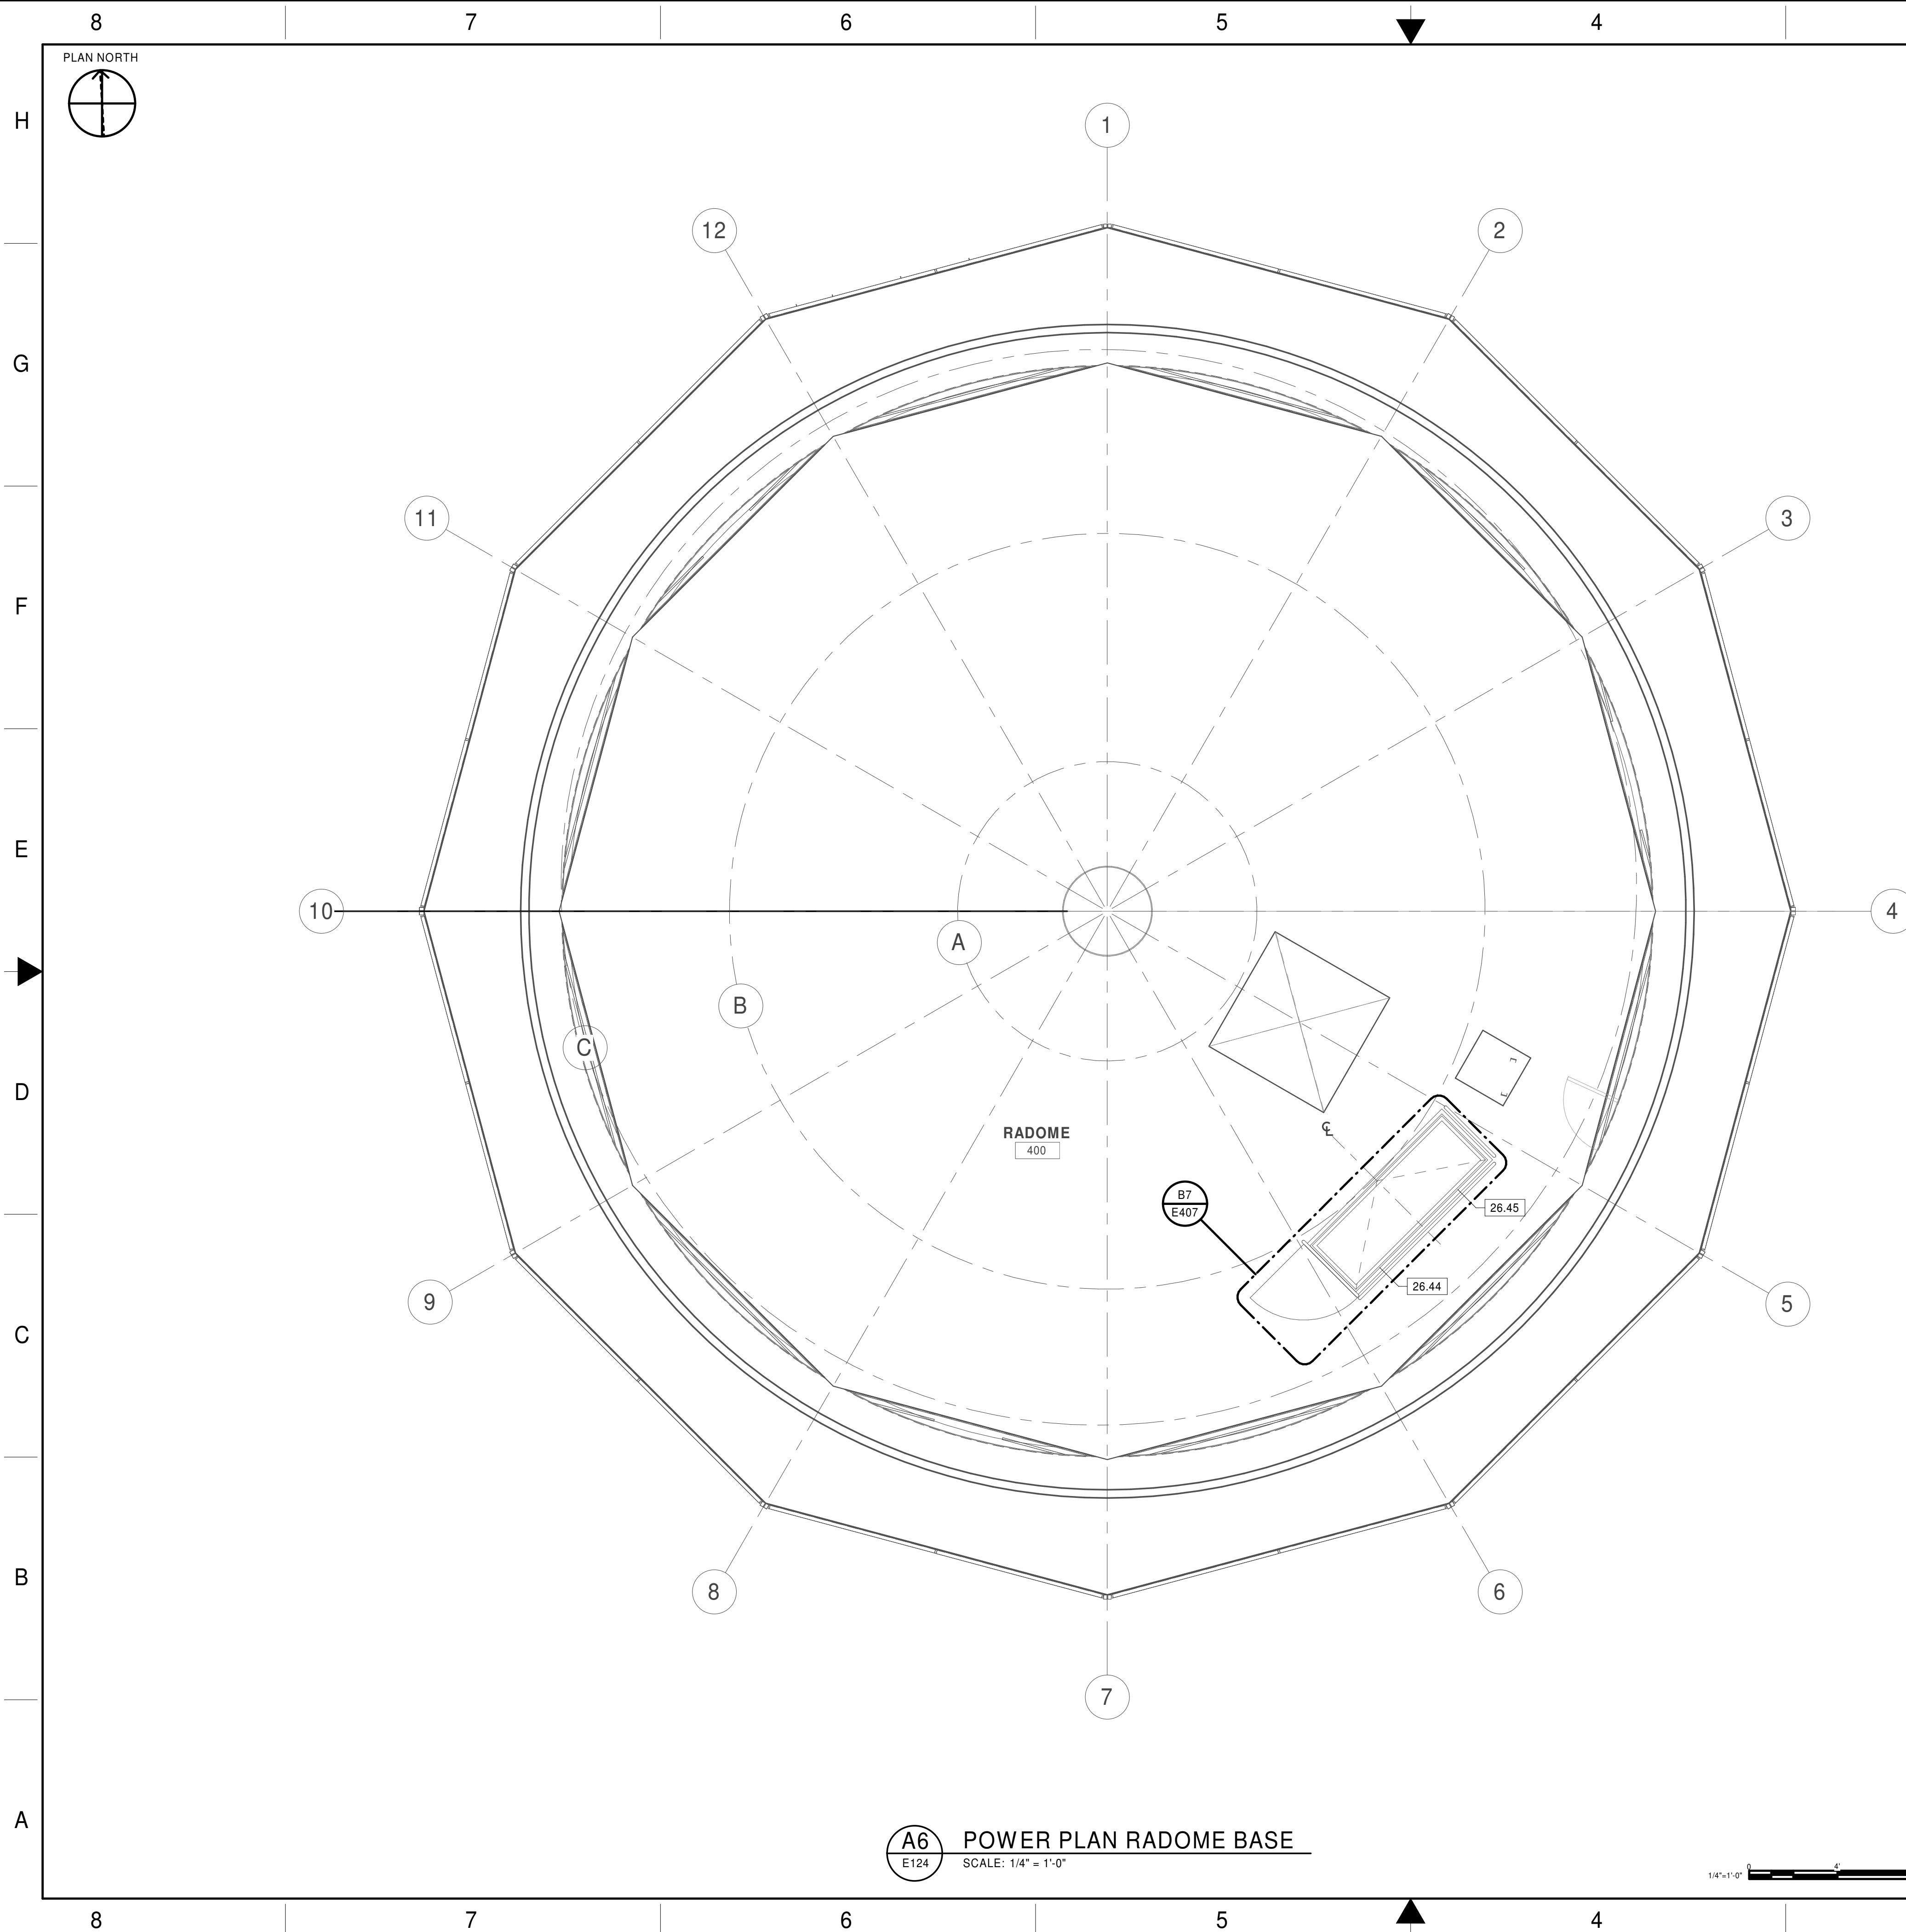 8 7 6 5 4
PLAN NORTH
H
1
12
2
G
11
3
F
E
10
4
A
B
C
D
RADOME
400
℄
B7
E407
26.45
26.44
9
5
C
8
6
B
7
A
A6
E124
POWER PLAN RADOME BASE
SCALE: 1/4" = 1'-0"
1/4"=1'-0"
0
4'
8 7 6 5 4